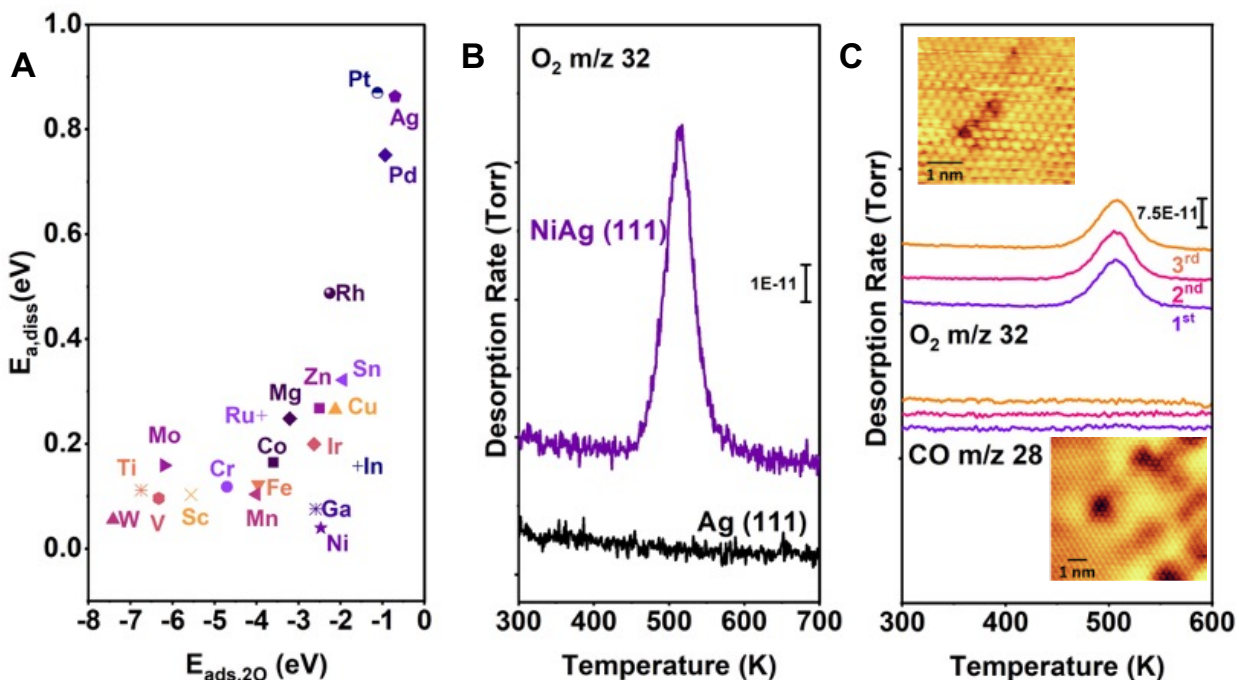 A
1.0
0.8
0.6
0.4
0.2
0.0
Ea,diss(eV)
Pt
Ag
Pd
Rh
Zn
Sn
Mg
Cu
Ru
Mo
Co
Ir
Ti
Cr
In
Fe
W
V
Sc
Mn
Ga
Ni
-8 -7 -6 -5 -4 -3 -2 -1 0
Eads,2O (eV)
B
O2 m/z 32
Desorption Rate (Torr)
NiAg (111)
1E-11
Ag (111)
300 400 500 600 700
Temperature (K)
C
1 nm
Desorption Rate (Torr)
7.5E-11
3rd
2nd
1st
O2 m/z 32
CO m/z 28
1 nm
300 400 500 600
Temperature (K)